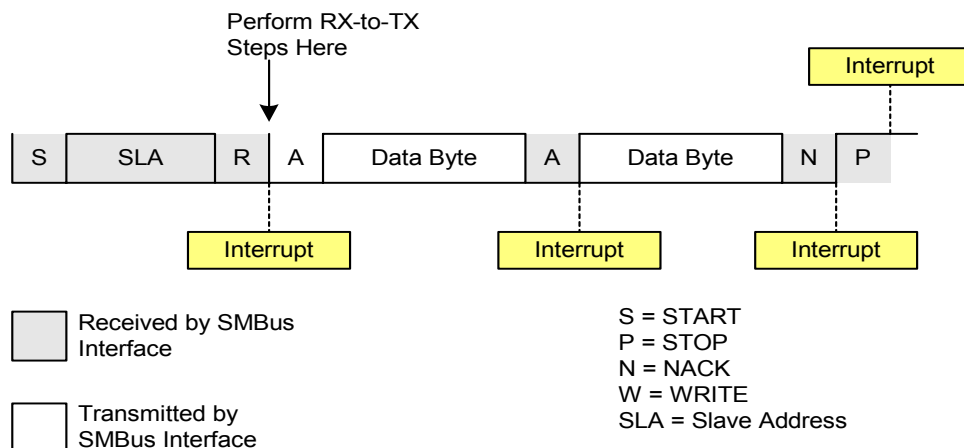 Perform RX-to-TX
Steps Here
Interrupt
S SLA R A Data Byte A Data Byte N P
Interrupt Interrupt Interrupt
Received by SMBus
Interface
Transmitted by
SMBus Interface
S = START
P = STOP
N = NACK
W = WRITE
SLA = Slave Address